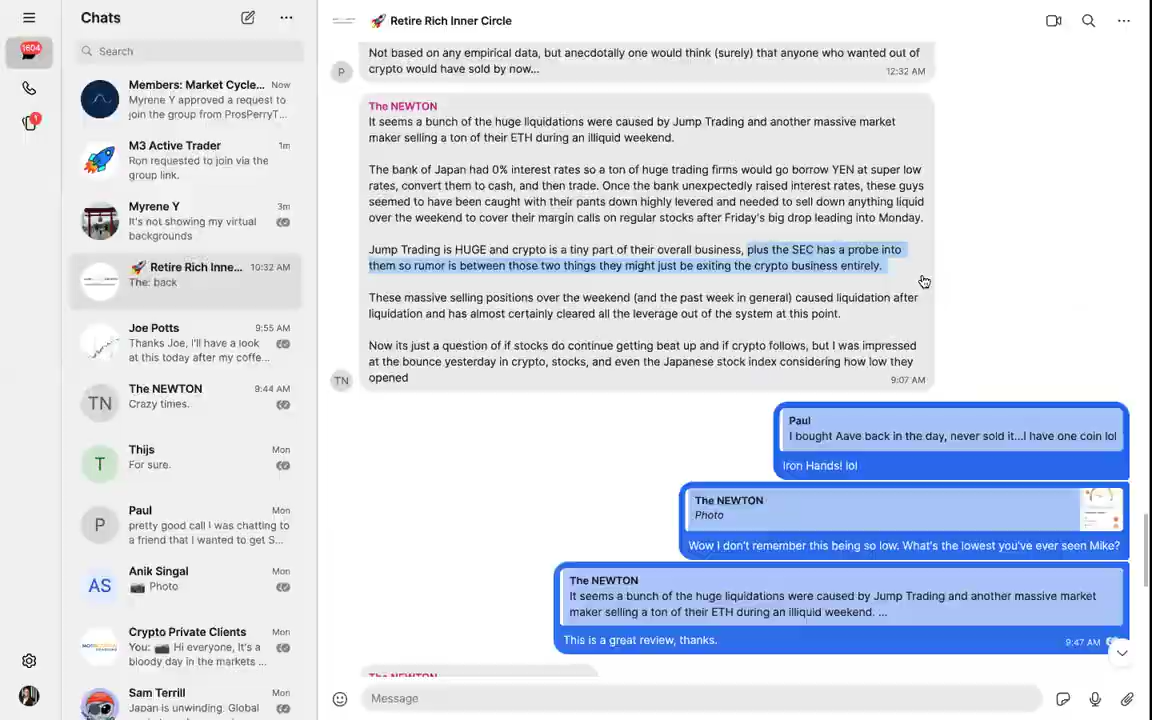 1604
1
Chats
Search
Members: Market Cycle... Now
Myrene Y approved a request to
join the group from ProsPerryT...
M3 Active Trader 1m
Ron requested to join via the
group link.
Myrene Y 3m
It's not showing my virtual
backgrounds
🚀 Retire Rich Inne... 10:32 AM
The: back
Joe Potts 9:55 AM
Thanks Joe, I'll have a look
at this today after my coffe...
TN
The NEWTON 9:44 AM
Crazy times.
T
Thijs Mon
For sure.
P
Paul Mon
pretty good call I was chatting to
a friend that I wanted to get S...
AS
Anik Singal Mon
📷 Photo
Crypto Private Clients Mon
You: 📷 Hi everyone, It's a
bloody day in the markets ...
Sam Terrill Mon
Japan is unwinding. Global
🚀 Retire Rich Inner Circle
Not based on any empirical data, but anecdotally one would think (surely) that anyone who wanted out of
crypto would have sold by now...
12:32 AM
P
The NEWTON
It seems a bunch of the huge liquidations were caused by Jump Trading and another massive market
maker selling a ton of their ETH during an illiquid weekend.
The bank of Japan had 0% interest rates so a ton of huge trading firms would go borrow YEN at super low
rates, convert them to cash, and then trade. Once the bank unexpectedly raised interest rates, these guys
seemed to have been caught with their pants down highly levered and needed to sell down anything liquid
over the weekend to cover their margin calls on regular stocks after Friday's big drop leading into Monday.
Jump Trading is HUGE and crypto is a tiny part of their overall business, plus the SEC has a probe into
them so rumor is between those two things they might just be exiting the crypto business entirely.
These massive selling positions over the weekend (and the past week in general) caused liquidation after
liquidation and has almost certainly cleared all the leverage out of the system at this point.
Now its just a question of if stocks do continue getting beat up and if crypto follows, but I was impressed
at the bounce yesterday in crypto, stocks, and even the Japanese stock index considering how low they
opened
9:07 AM
TN
Paul
I bought Aave back in the day, never sold it...I have one coin lol
Iron Hands! lol
The NEWTON
Photo
Wow I don't remember this being so low. What's the lowest you've ever seen Mike?
The NEWTON
It seems a bunch of the huge liquidations were caused by Jump Trading and another massive market
maker selling a ton of their ETH during an illiquid weekend. ...
This is a great review, thanks.
9:47 AM
The NEWTON
Message